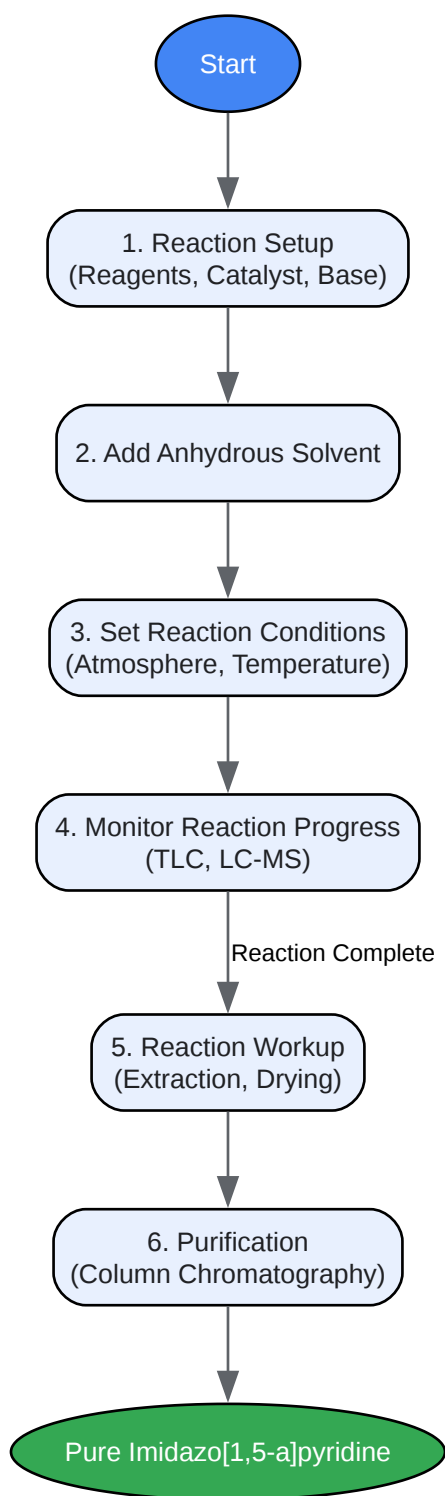 Start
1. Reaction Setup
(Reagents, Catalyst, Base)
2. Add Anhydrous Solvent
3. Set Reaction Conditions
(Atmosphere, Temperature)
4. Monitor Reaction Progress
(TLC, LC-MS)
Reaction Complete
5. Reaction Workup
(Extraction, Drying)
6. Purification
(Column Chromatography)
Pure Imidazo[1,5-a]pyridine